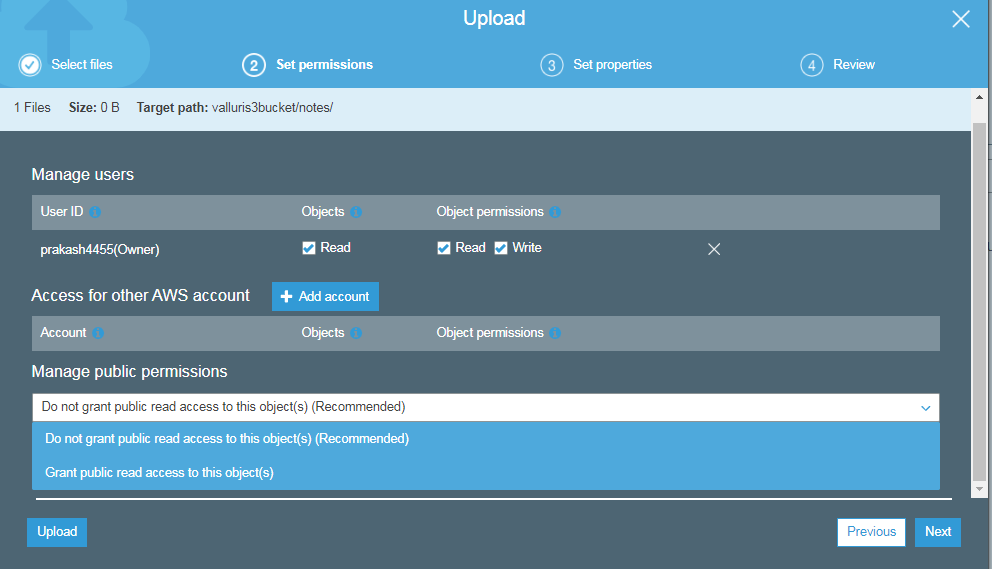 Upload
Select files 2 Set permissions 3 Set properties 4 Review
1 Files Size: 0 B Target path: valluris3bucket/notes/
Manage users
User ID Objects Object permissions
prakash4455(Owner) Read Read Write
Access for other AWS account Add account
Account Objects Object permissions
Manage public permissions
Do not grant public read access to this object(s) (Recommended)
Do not grant public read access to this object(s) (Recommended)
Grant public read access to this object(s)
Upload Previous Next